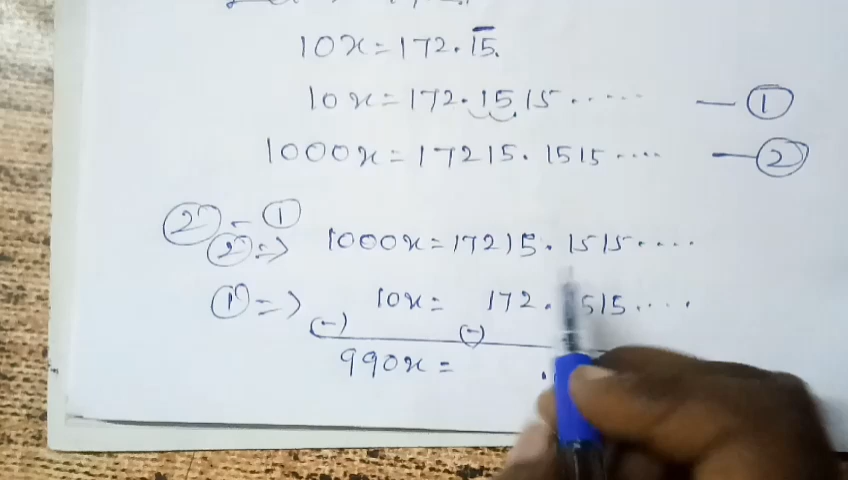 10x = 172.1̅5̅.
10x = 172.1515...... — ①
1000x = 17215.1515.... — ②
② - ①
② => 1000x = 17215.1515....
① => 10x = 172.1515....
(-) (-)
990x = .